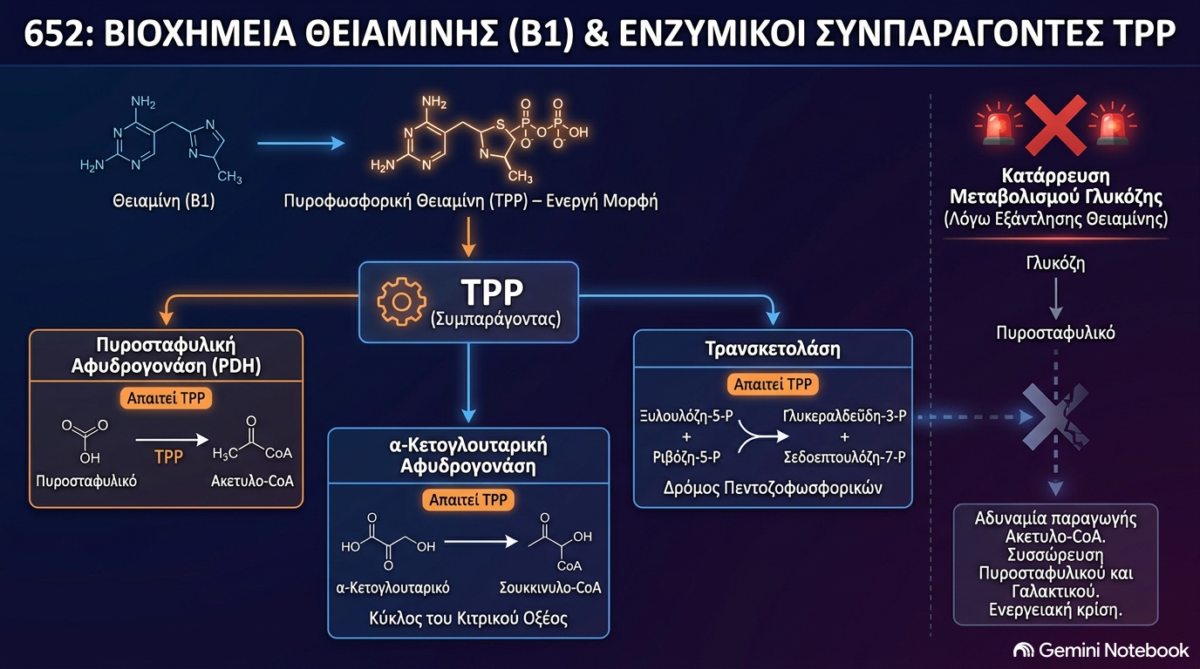 652: ΒΙΟΧΗΜΕΙΑ ΘΕΙΑΜΙΝΗΣ (B1) & ΕΝΖΥΜΙΚΟΙ ΣΥΝΠΑΡΑΓΟΝΤΕΣ TPP
NH₂
N
N
H₂N
N
N
CH₃
Θειαμίνη (B1)
NH₂
N
N
H₂N
S
N
CH₃
O
P
O⁻
O
O
P
O⁻
OH
Πυροφωσφορική Θειαμίνη (TPP) – Ενεργή Μορφή
TPP
(Συμπαράγοντας)
Πυροσταφυλική
Αφυδρογονάση (PDH)
Απαιτεί TPP
O
O
OH
TPP
O
H₃C
CoA
Πυροσταφυλικό
Ακετυλο-CoA
α-Κετογλουταρική
Αφυδρογονάση
Απαιτεί TPP
O
HO
OH
O
O
OH
CoA
α-Κετογλουταρικό
Σουκκινυλο-CoA
Κύκλος του Κιτρικού Οξέος
Τρανσκετολάση
Απαιτεί TPP
Ξυλουλόζη-5-P
+
Ριβόζη-5-P
Γλυκεραλδεΰδη-3-P
+
Σεδοεπτουλόζη-7-P
Δρόμος Πεντοζοφωσφορικών
Κατάρρευση
Μεταβολισμού Γλυκόζης
(Λόγω Εξάντλησης Θειαμίνης)
Γλυκόζη
Πυροσταφυλικό
Αδυναμία παραγωγής
Ακετυλο-CoA.
Συσσώρευση
Πυροσταφυλικού και
Γαλακτικού.
Ενεργειακή κρίση.
Gemini Notebook